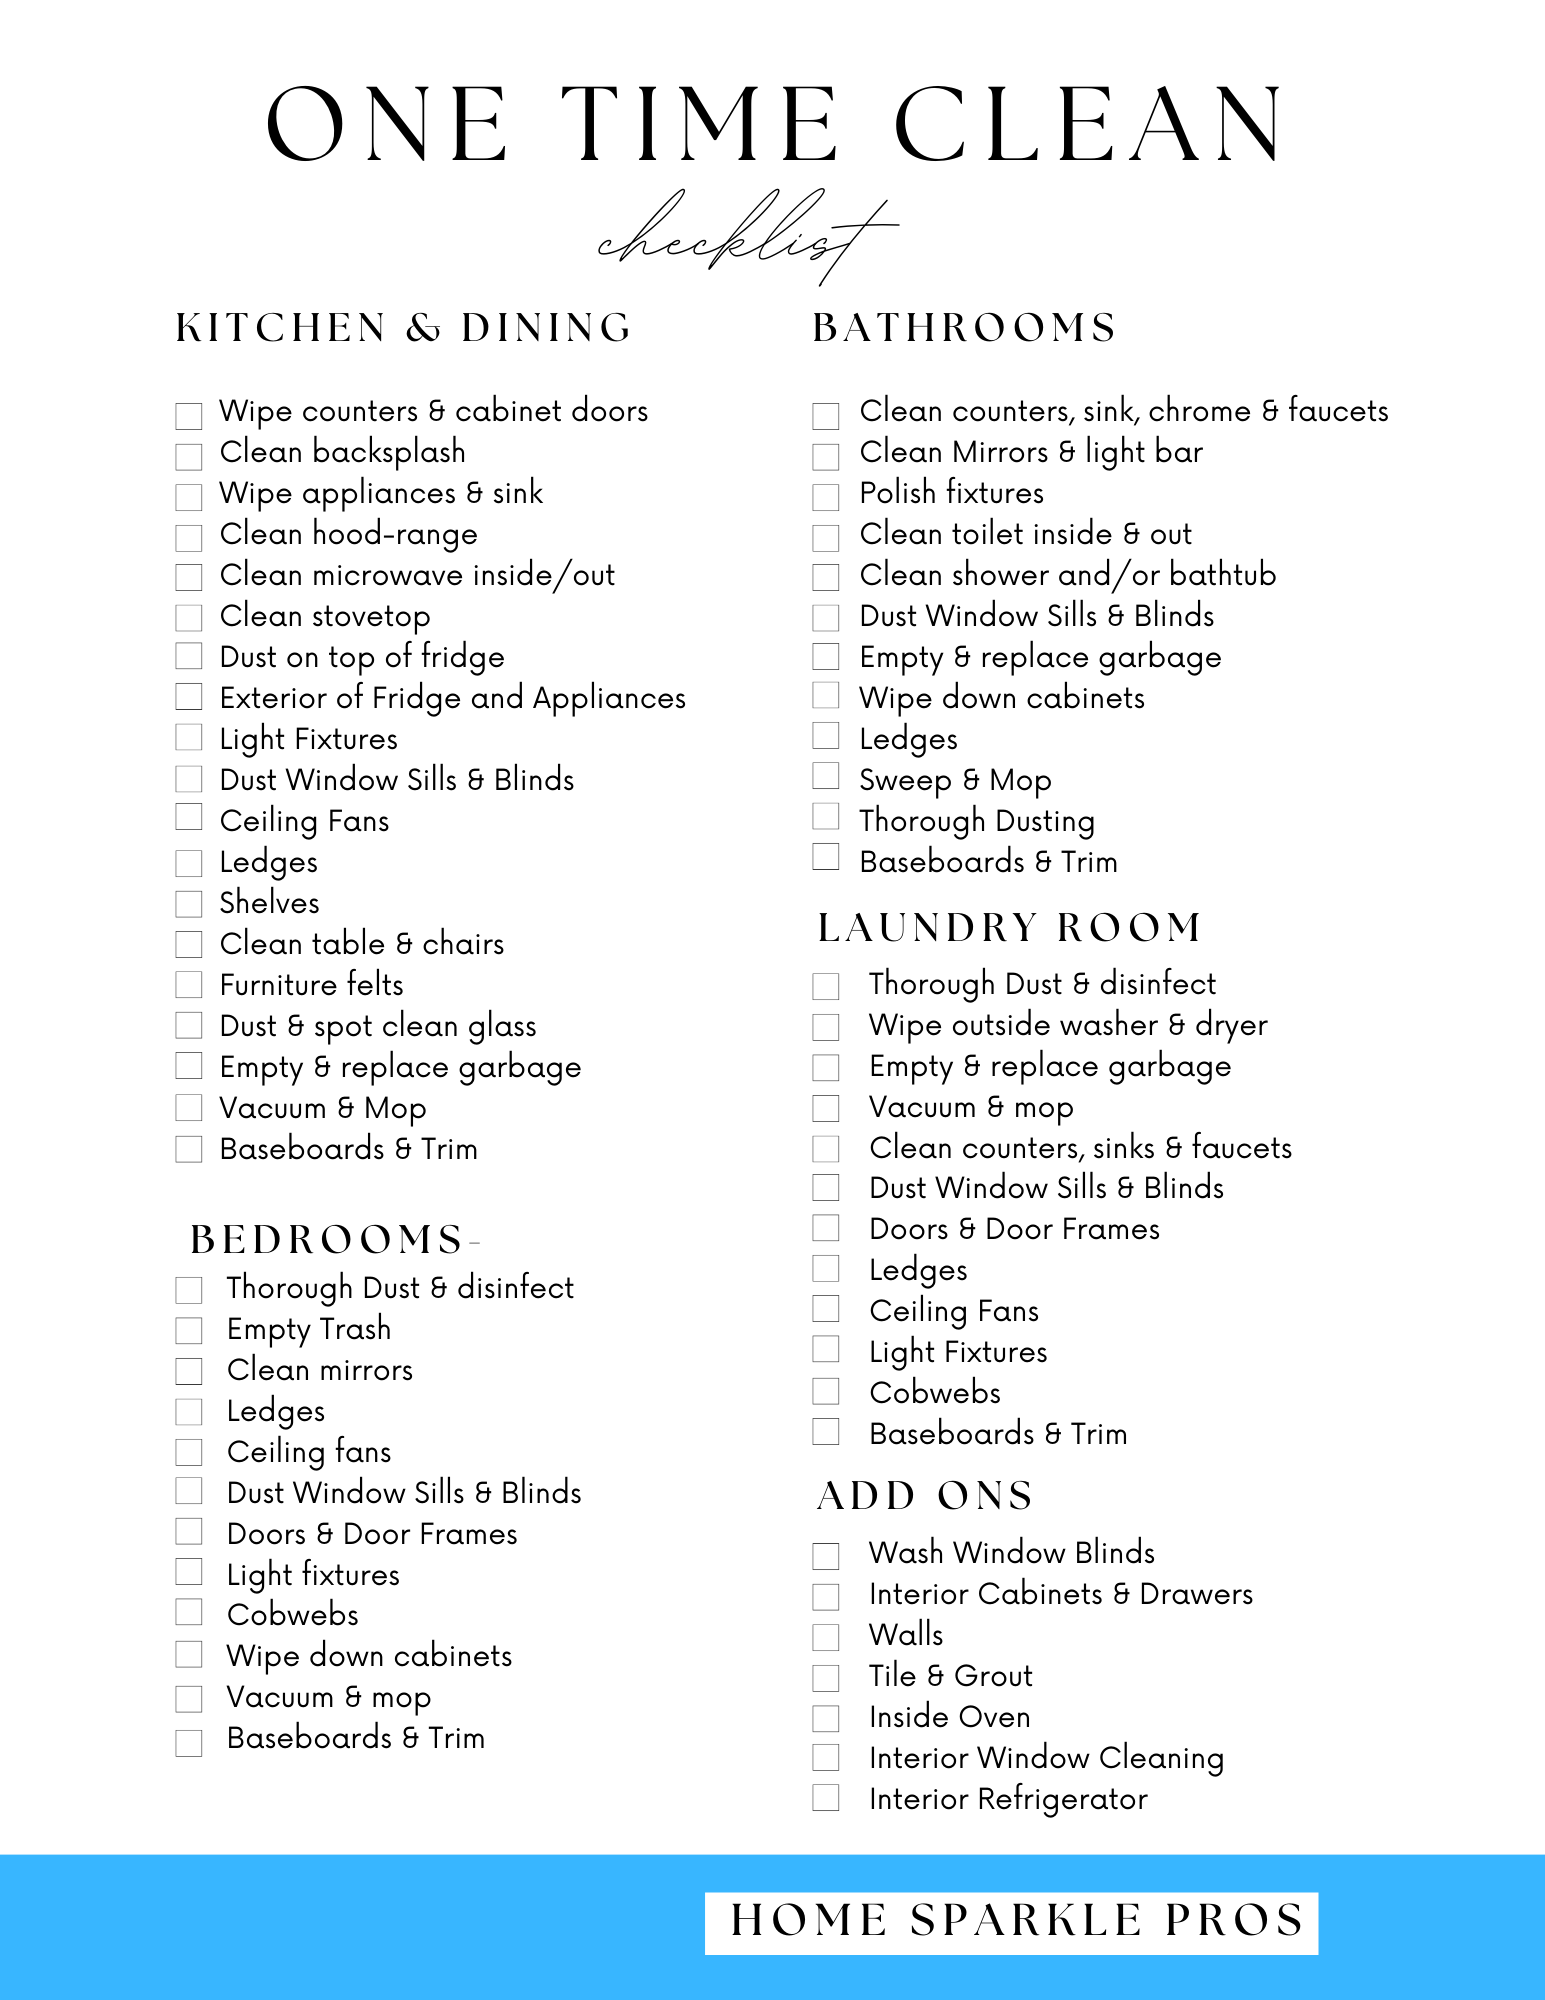 ONE TIME CLEAN
checklist
KITCHEN & DINING
Wipe counters & cabinet doors
Clean backsplash
Wipe appliances & sink
Clean hood-range
Clean microwave inside/out
Clean stovetop
Dust on top of fridge
Exterior of Fridge and Appliances
Light Fixtures
Dust Window Sills & Blinds
Ceiling Fans
Ledges
Shelves
Clean table & chairs
Furniture felts
Dust & spot clean glass
Empty & replace garbage
Vacuum & Mop
Baseboards & Trim
BEDROOMS-
Thorough Dust & disinfect
Empty Trash
Clean mirrors
Ledges
Ceiling fans
Dust Window Sills & Blinds
Doors & Door Frames
Light fixtures
Cobwebs
Wipe down cabinets
Vacuum & mop
Baseboards & Trim
BATHROOMS
Clean counters, sink, chrome & faucets
Clean Mirrors & light bar
Polish fixtures
Clean toilet inside & out
Clean shower and/or bathtub
Dust Window Sills & Blinds
Empty & replace garbage
Wipe down cabinets
Ledges
Sweep & Mop
Thorough Dusting
Baseboards & Trim
LAUNDRY ROOM
Thorough Dust & disinfect
Wipe outside washer & dryer
Empty & replace garbage
Vacuum & mop
Clean counters, sinks & faucets
Dust Window Sills & Blinds
Doors & Door Frames
Ledges
Ceiling Fans
Light Fixtures
Cobwebs
Baseboards & Trim
ADD ONS
Wash Window Blinds
Interior Cabinets & Drawers
Walls
Tile & Grout
Inside Oven
Interior Window Cleaning
Interior Refrigerator
HOME SPARKLE PROS